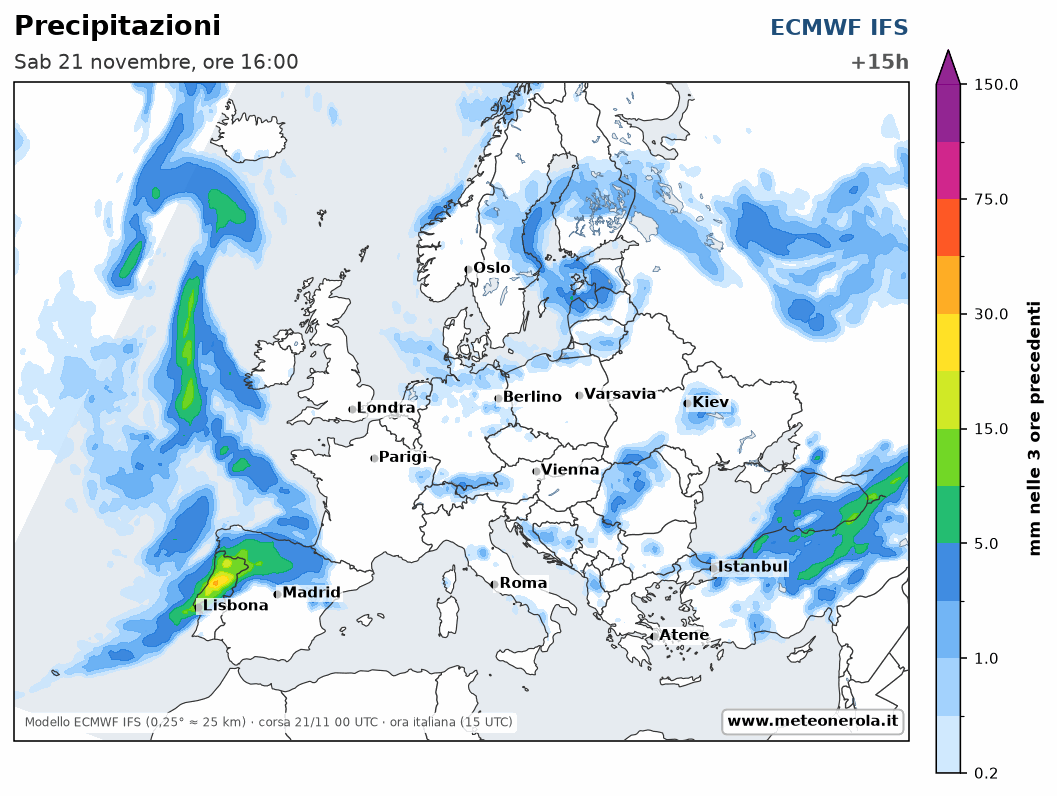 Precipitazioni
ECMWF IFS
Sab 21 novembre, ore 16:00
+15h
150.0
75.0
30.0
15.0
5.0
1.0
0.2
mm nelle 3 ore precedenti
Oslo
Berlino
Varsavia
Kiev
Londra
Parigi
Vienna
Istanbul
Roma
Madrid
Lisbona
Atene
Modello ECMWF IFS (0,25° ≈ 25 km) · corsa 21/11 00 UTC · ora italiana (15 UTC)
www.meteonerola.it